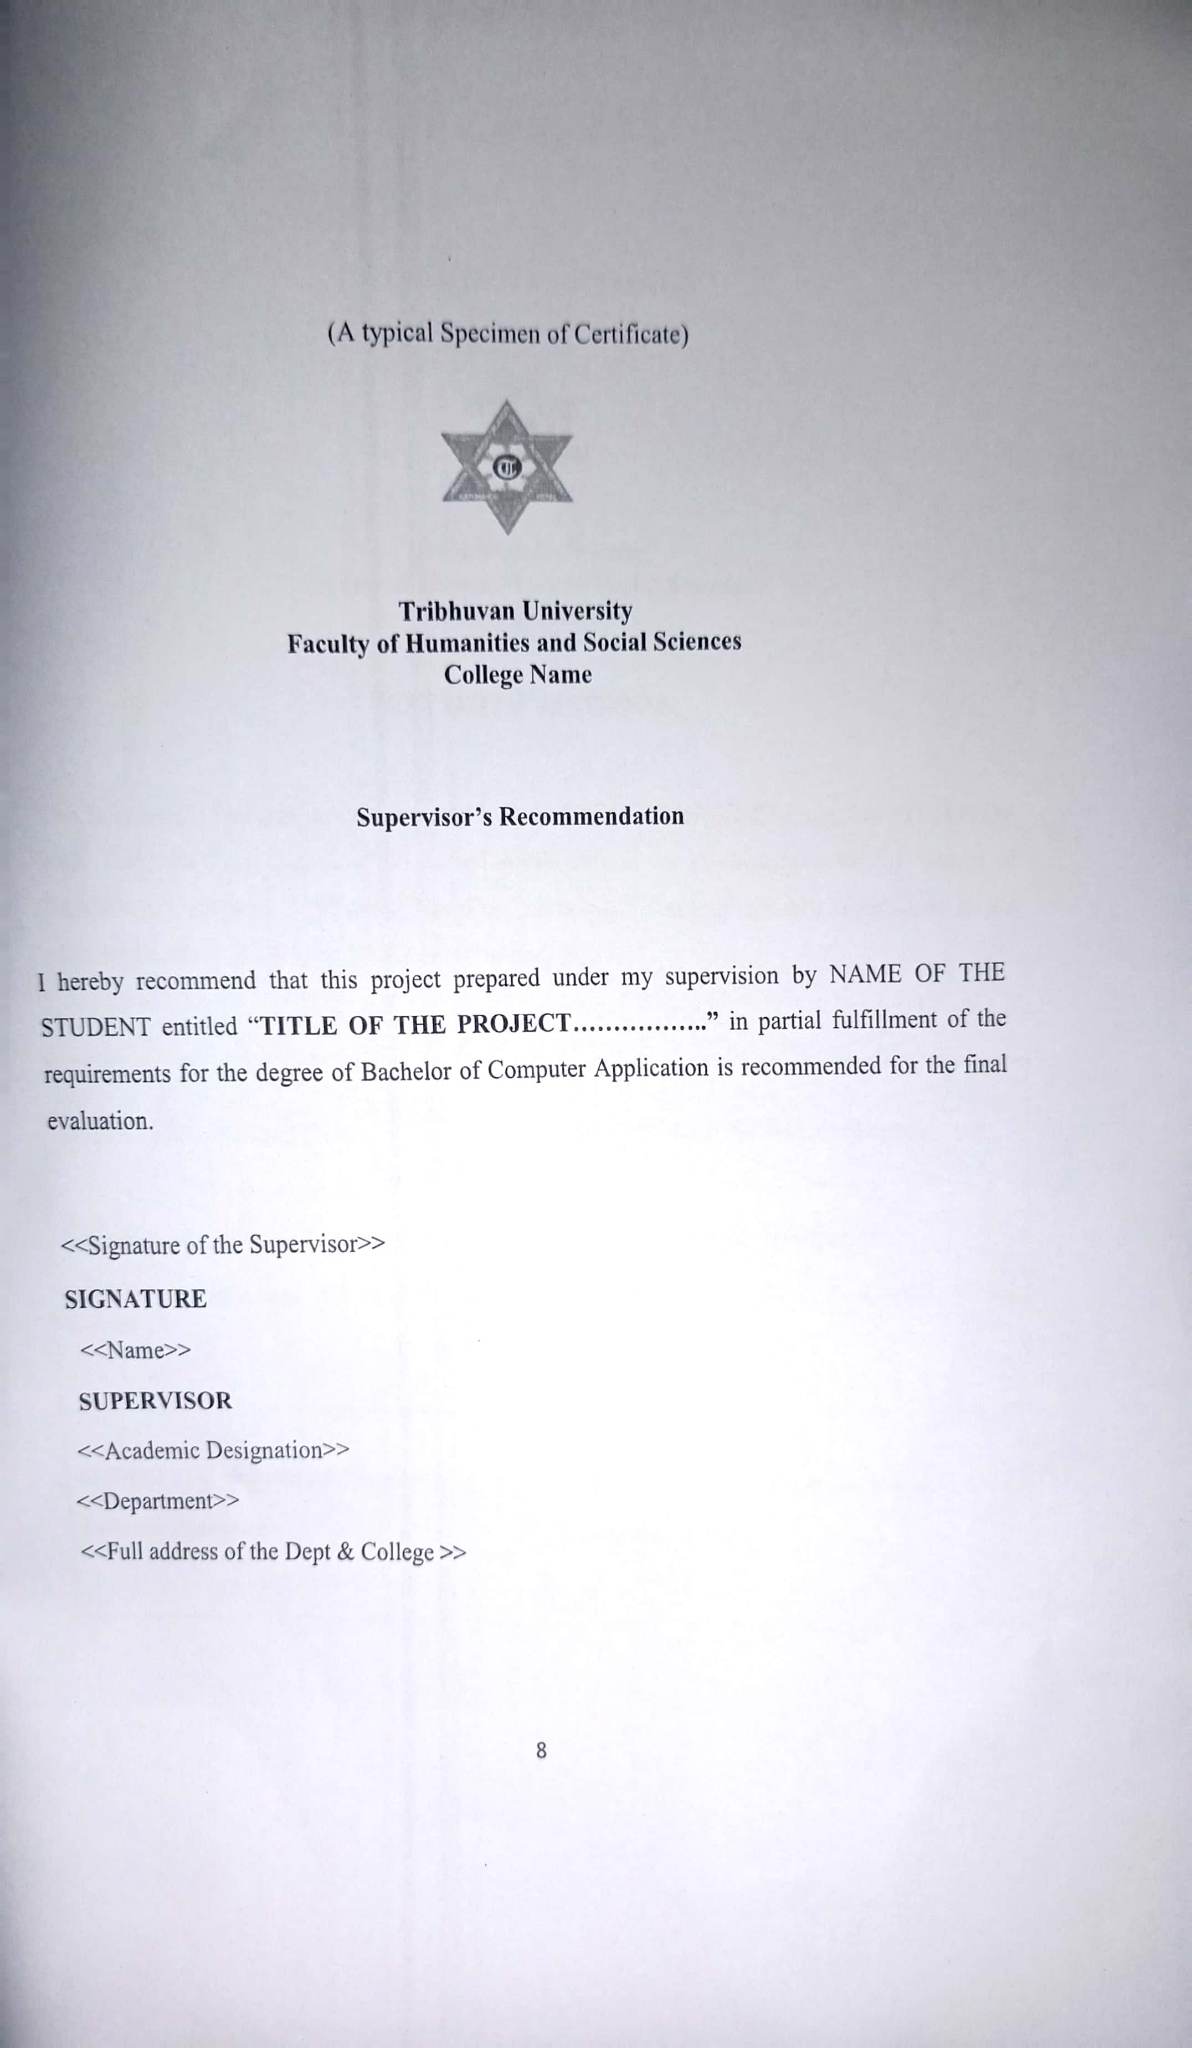 (A typical Specimen of Certificate)
Tribhuvan University
Faculty of Humanities and Social Sciences
College Name
Supervisor’s Recommendation
I hereby recommend that this project prepared under my supervision by NAME OF THE
STUDENT entitled “TITLE OF THE PROJECT……………..” in partial fulfillment of the
requirements for the degree of Bachelor of Computer Application is recommended for the final
evaluation.
<<Signature of the Supervisor>>
SIGNATURE
<<Name>>
SUPERVISOR
<<Academic Designation>>
<<Department>>
<<Full address of the Dept & College >>
8